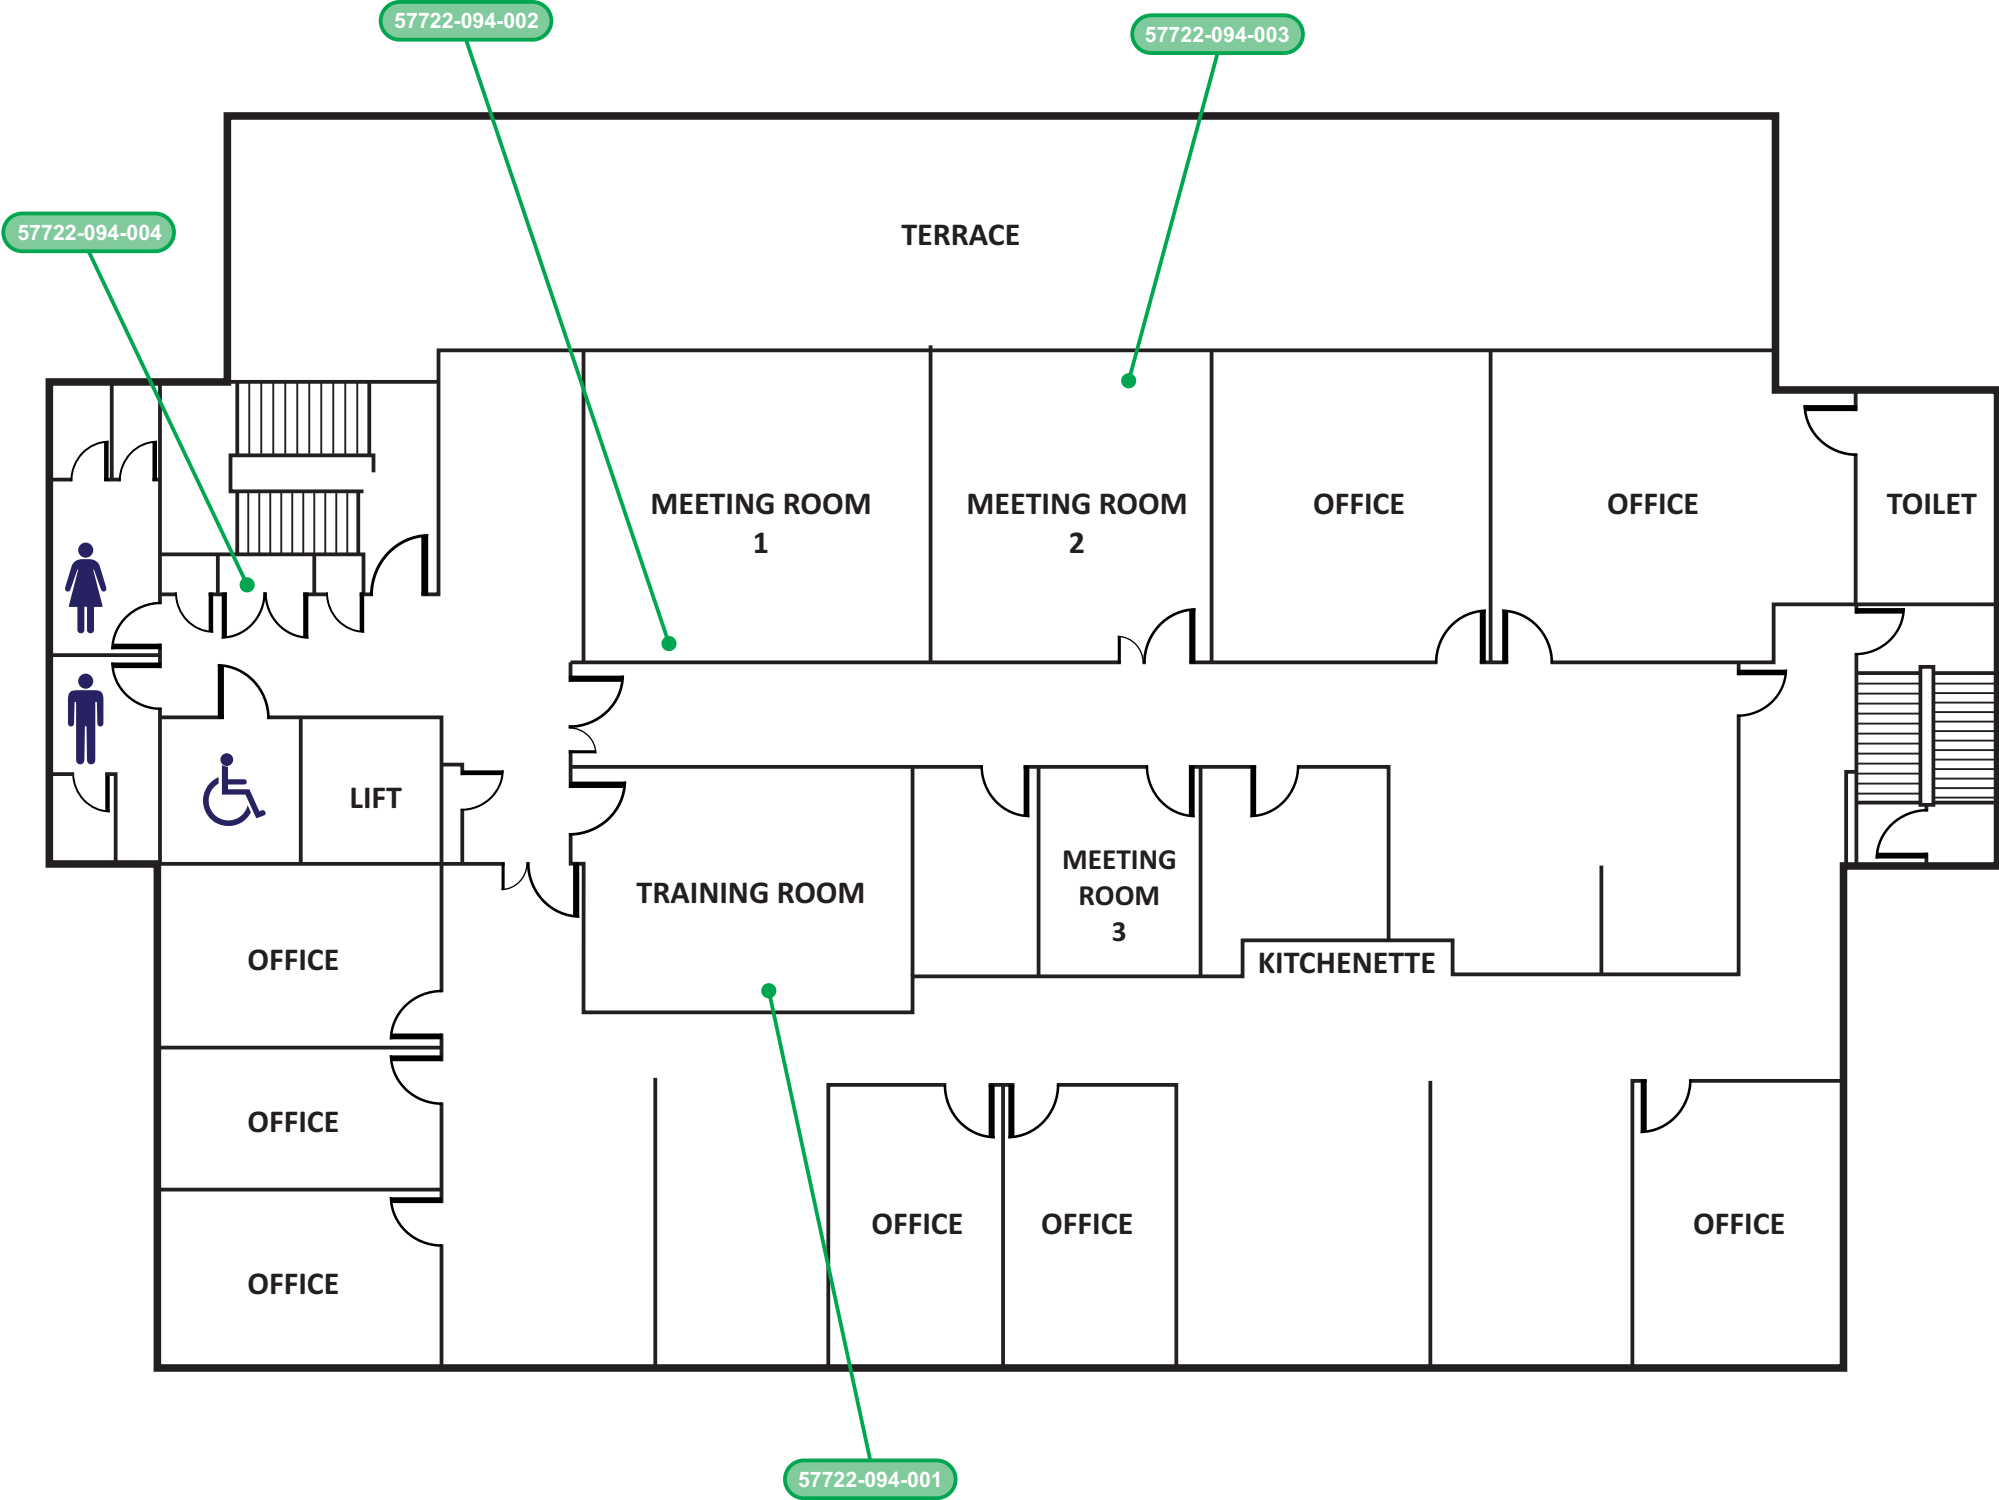 57722-094-002
57722-094-003
57722-094-004
TERRACE
MEETING ROOM
1
MEETING ROOM
2
OFFICE
OFFICE
TOILET
LIFT
TRAINING ROOM
MEETING
ROOM
3
OFFICE
KITCHENETTE
OFFICE
OFFICE
OFFICE
OFFICE
OFFICE
57722-094-001